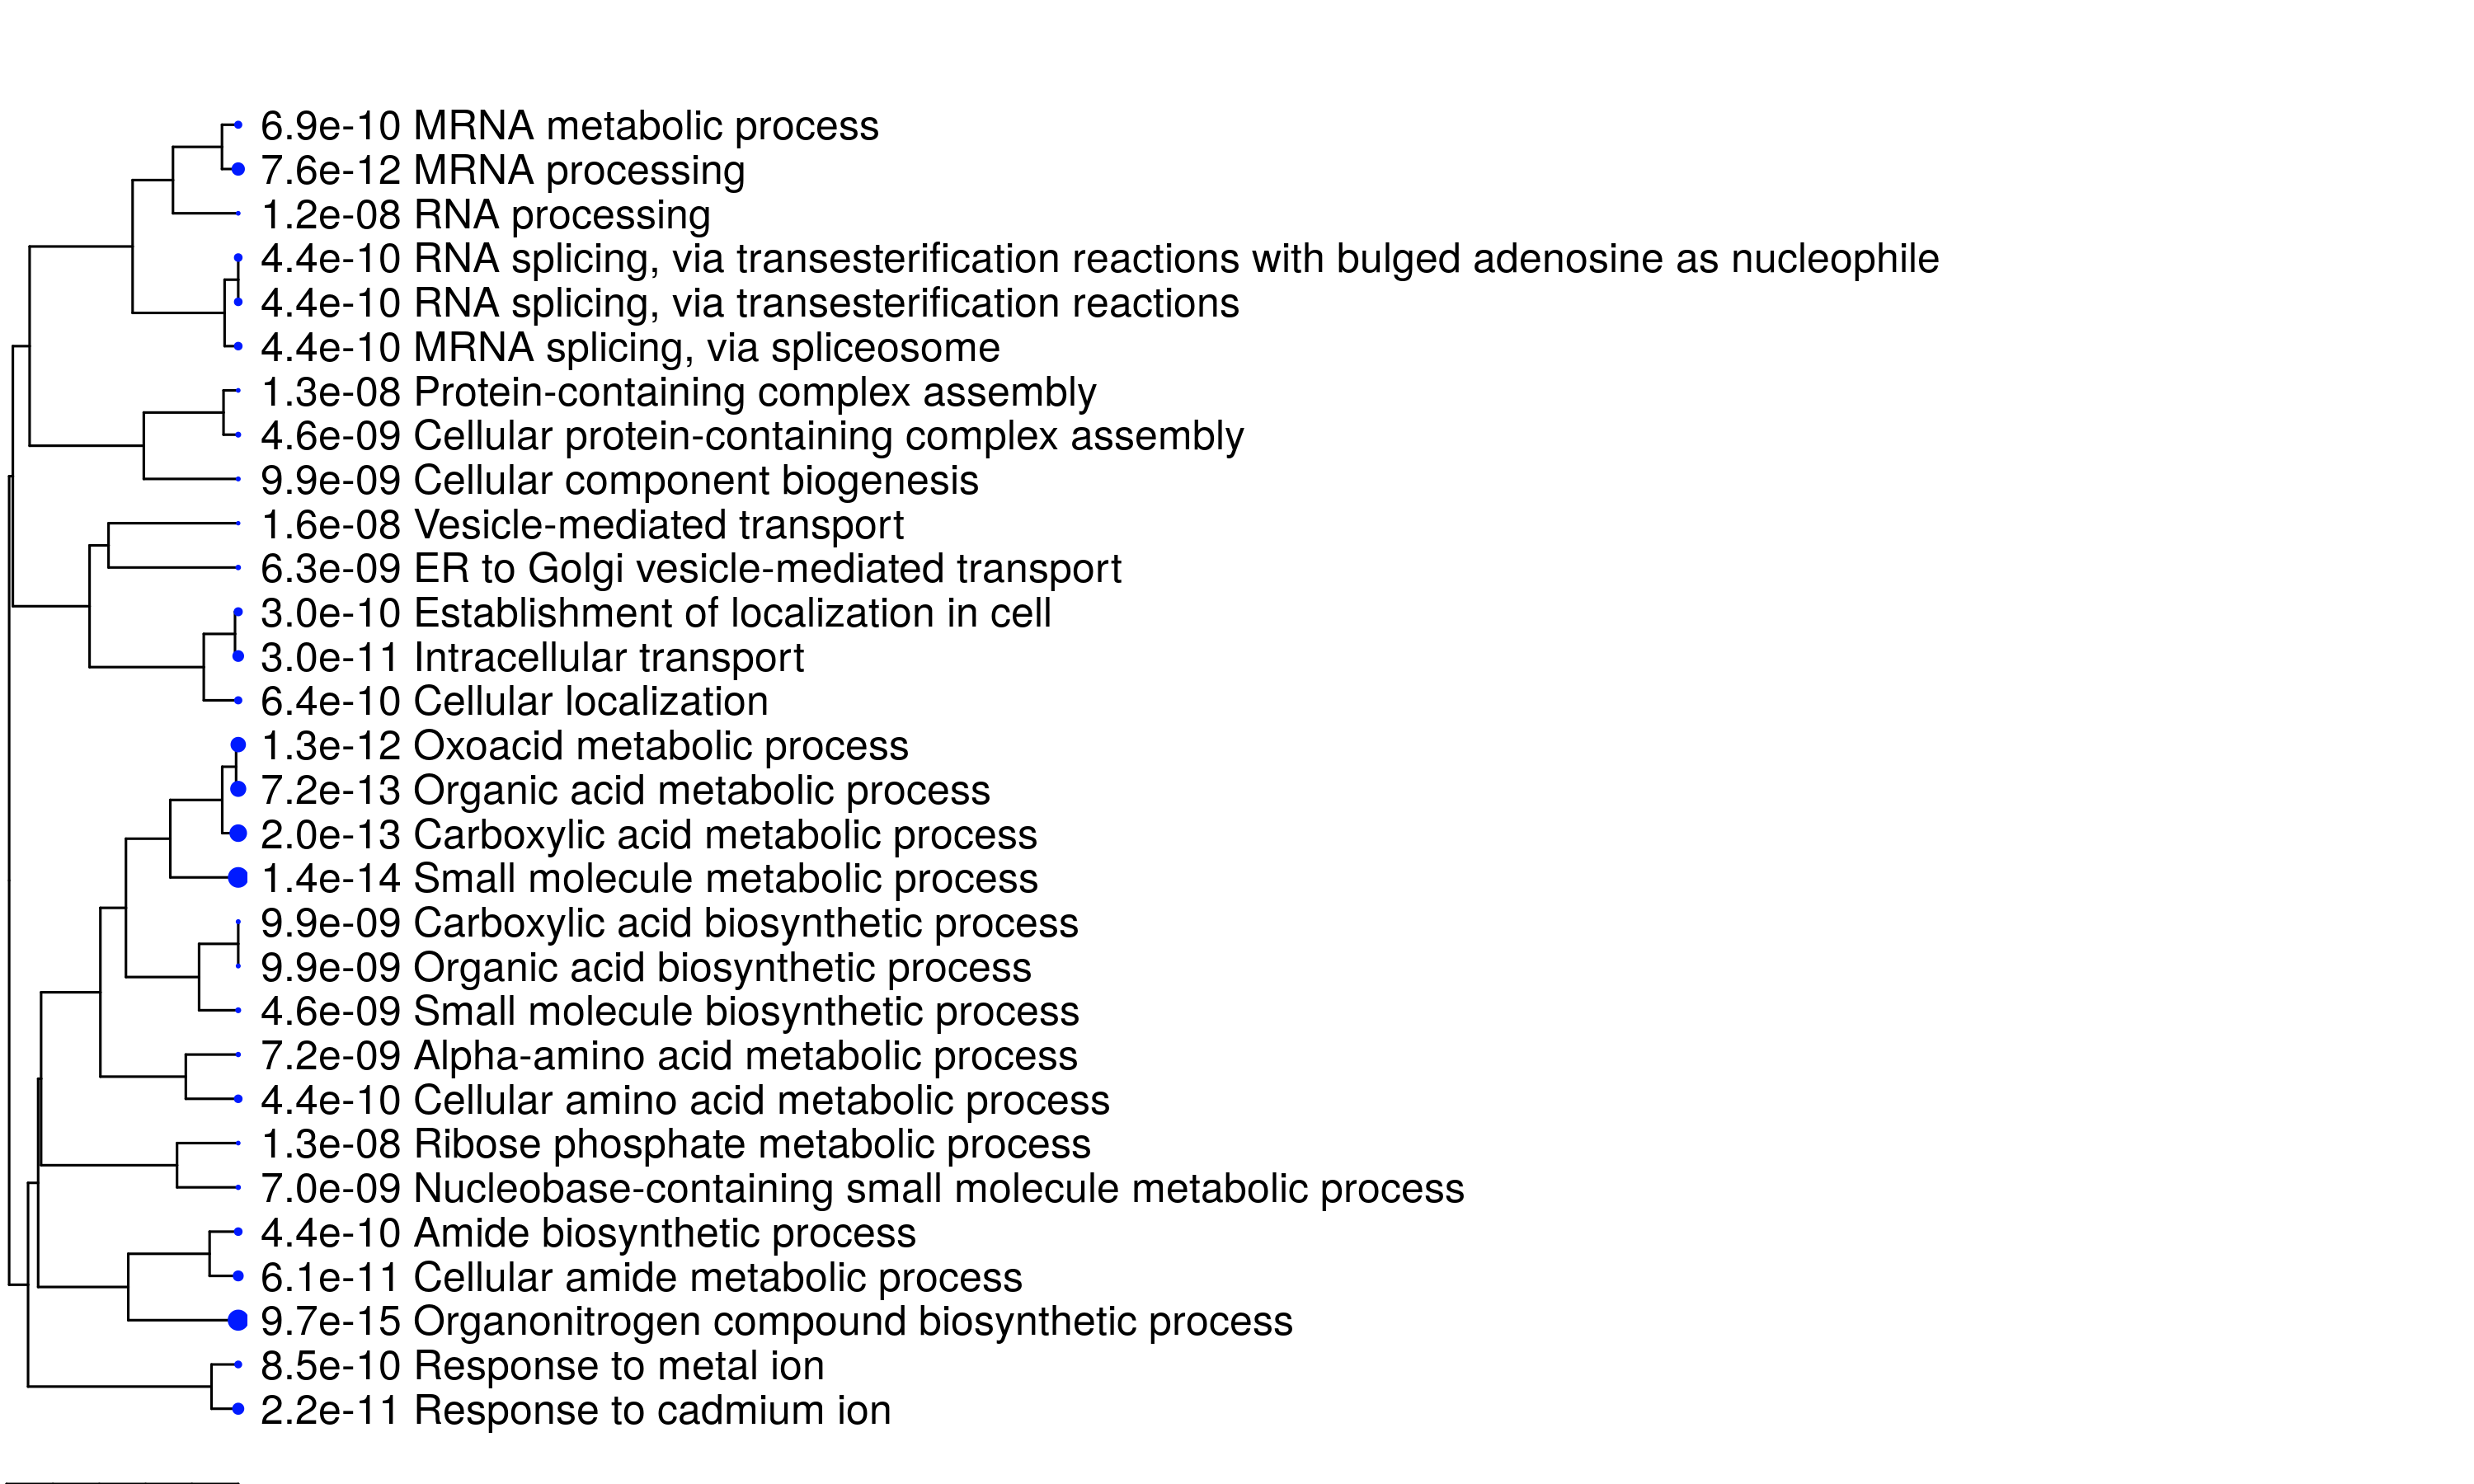 6.9e-10 MRNA metabolic process
7.6e-12 MRNA processing
1.2e-08 RNA processing
4.4e-10 RNA splicing, via transesterification reactions with bulged adenosine as nucleophile
4.4e-10 RNA splicing, via transesterification reactions
4.4e-10 MRNA splicing, via spliceosome
1.3e-08 Protein-containing complex assembly
4.6e-09 Cellular protein-containing complex assembly
9.9e-09 Cellular component biogenesis
1.6e-08 Vesicle-mediated transport
6.3e-09 ER to Golgi vesicle-mediated transport
3.0e-10 Establishment of localization in cell
3.0e-11 Intracellular transport
6.4e-10 Cellular localization
1.3e-12 Oxoacid metabolic process
7.2e-13 Organic acid metabolic process
2.0e-13 Carboxylic acid metabolic process
1.4e-14 Small molecule metabolic process
9.9e-09 Carboxylic acid biosynthetic process
9.9e-09 Organic acid biosynthetic process
4.6e-09 Small molecule biosynthetic process
7.2e-09 Alpha-amino acid metabolic process
4.4e-10 Cellular amino acid metabolic process
1.3e-08 Ribose phosphate metabolic process
7.0e-09 Nucleobase-containing small molecule metabolic process
4.4e-10 Amide biosynthetic process
6.1e-11 Cellular amide metabolic process
9.7e-15 Organonitrogen compound biosynthetic process
8.5e-10 Response to metal ion
2.2e-11 Response to cadmium ion